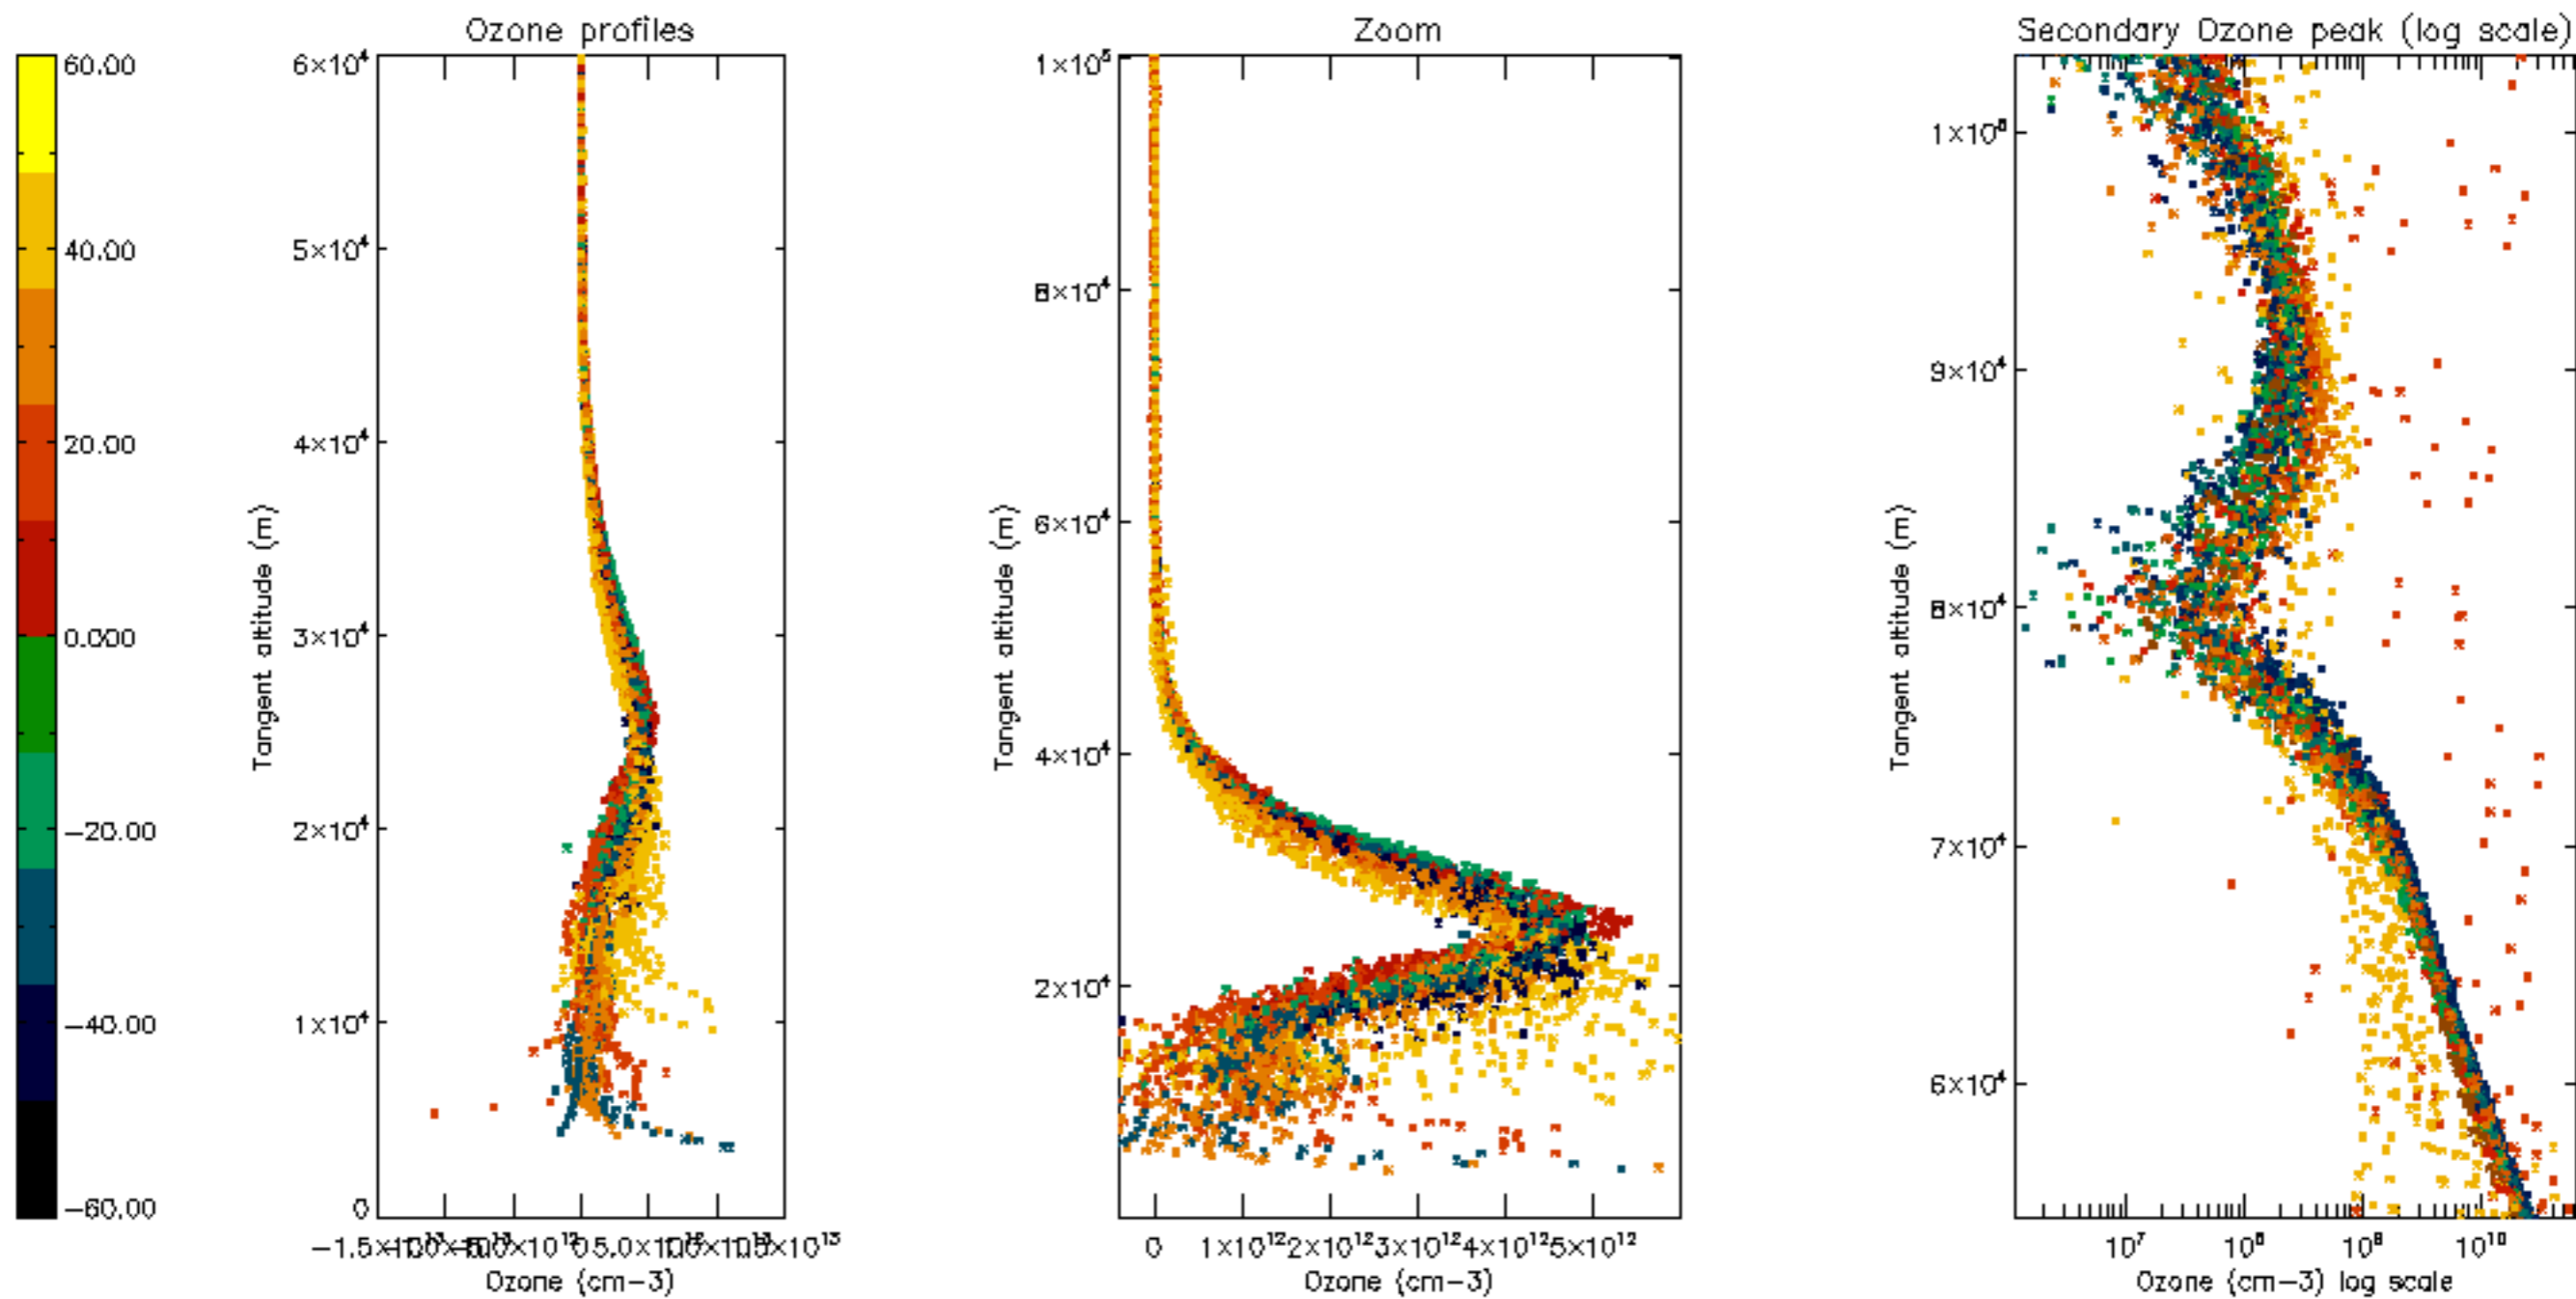 Ozone profiles
Zoom
Secondary Ozone peak (log scale)
60.00
40.00
20.00
0.000
−20.00
−40.00
−60.00
6×10⁴
5×10⁴
4×10⁴
3×10⁴
2×10⁴
1×10⁴
0
Tangent altitude (m)
Ozone (cm−3)
1×10⁵
8×10⁴
6×10⁴
4×10⁴
2×10⁴
Tangent altitude (m)
0 1×10¹² 2×10¹² 3×10¹² 4×10¹² 5×10¹²
Ozone (cm−3)
9×10⁴
8×10⁴
7×10⁴
6×10⁴
Tangent altitude (m)
10⁷ 10⁸ 10⁹ 10¹⁰
Ozone (cm−3) log scale